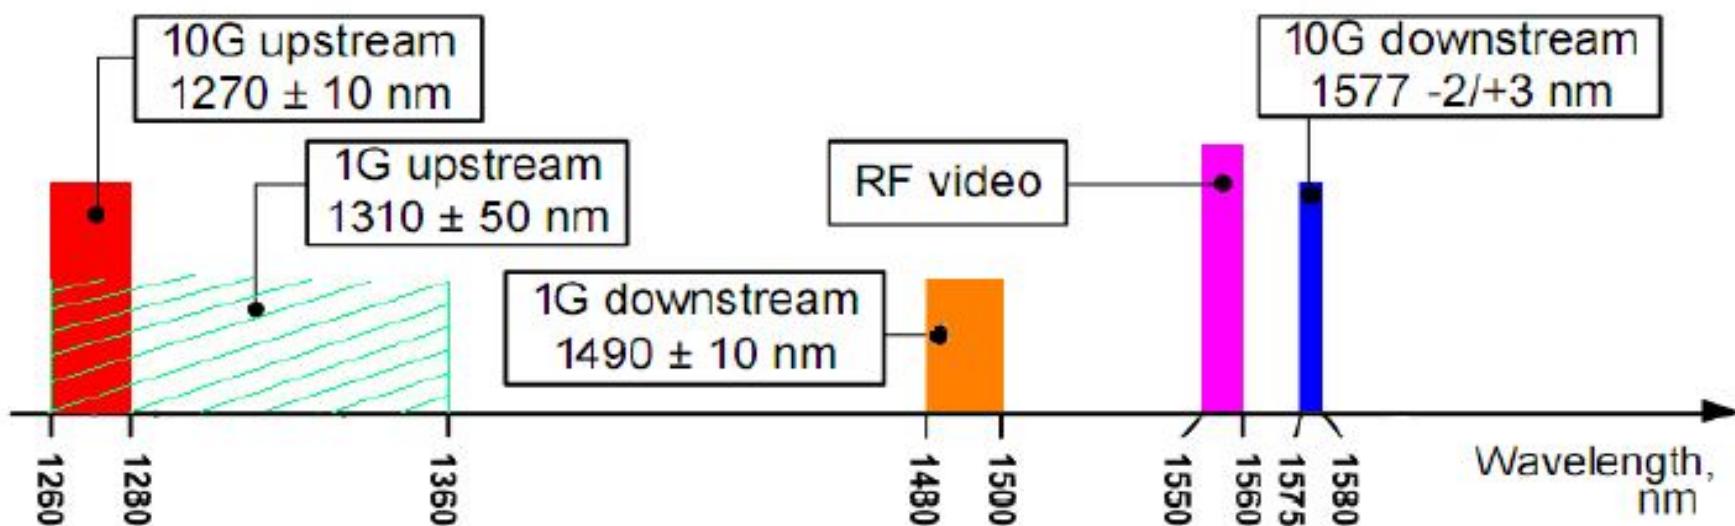 10G upstream
1270 ± 10 nm
10G downstream
1577 -2/+3 nm
1G upstream
1310 ± 50 nm
RF video
1G downstream
1490 ± 10 nm
1260
1280
1360
1480
1500
1550
1560
1575
1580
Wavelength,
nm